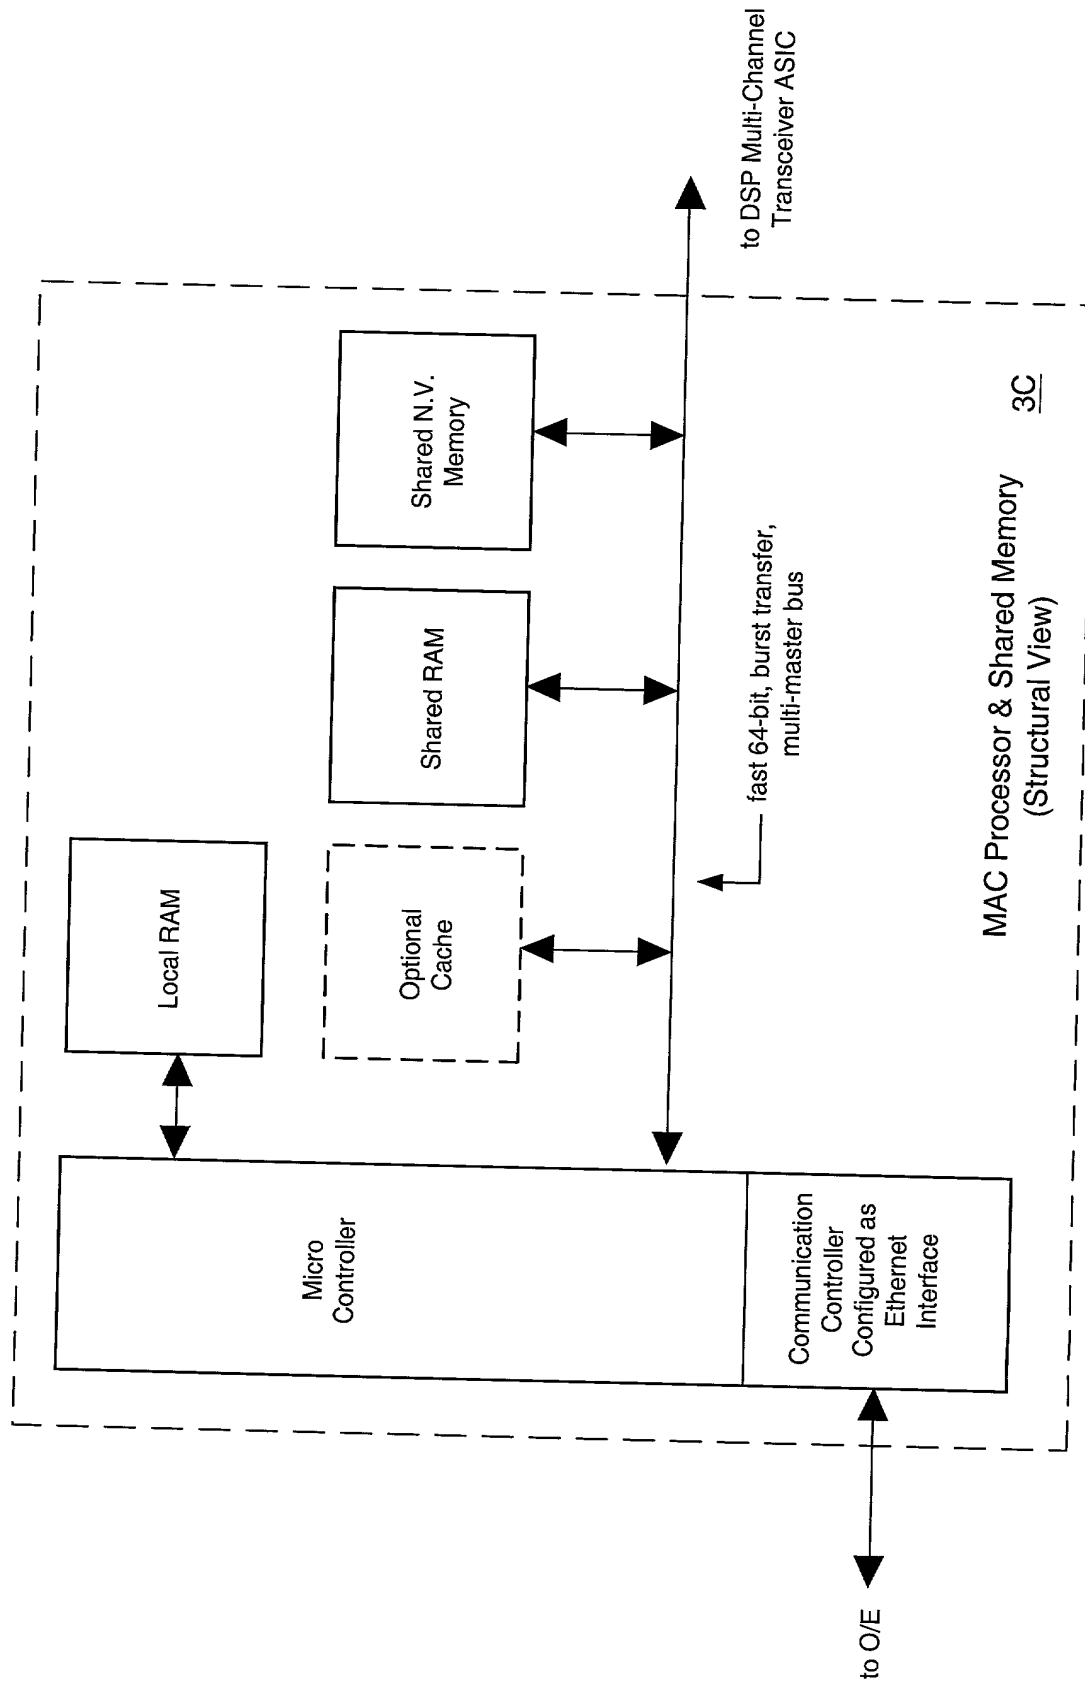 Local RAM
Micro
Controller
Optional
Cache
Shared RAM
Shared N.V.
Memory
to DSP Multi-Channel
Transceiver ASIC
fast 64-bit, burst transfer,
multi-master bus
Communication
Controller
Configured as
Ethernet
Interface
to O/E
MAC Processor & Shared Memory
(Structural View)
3C